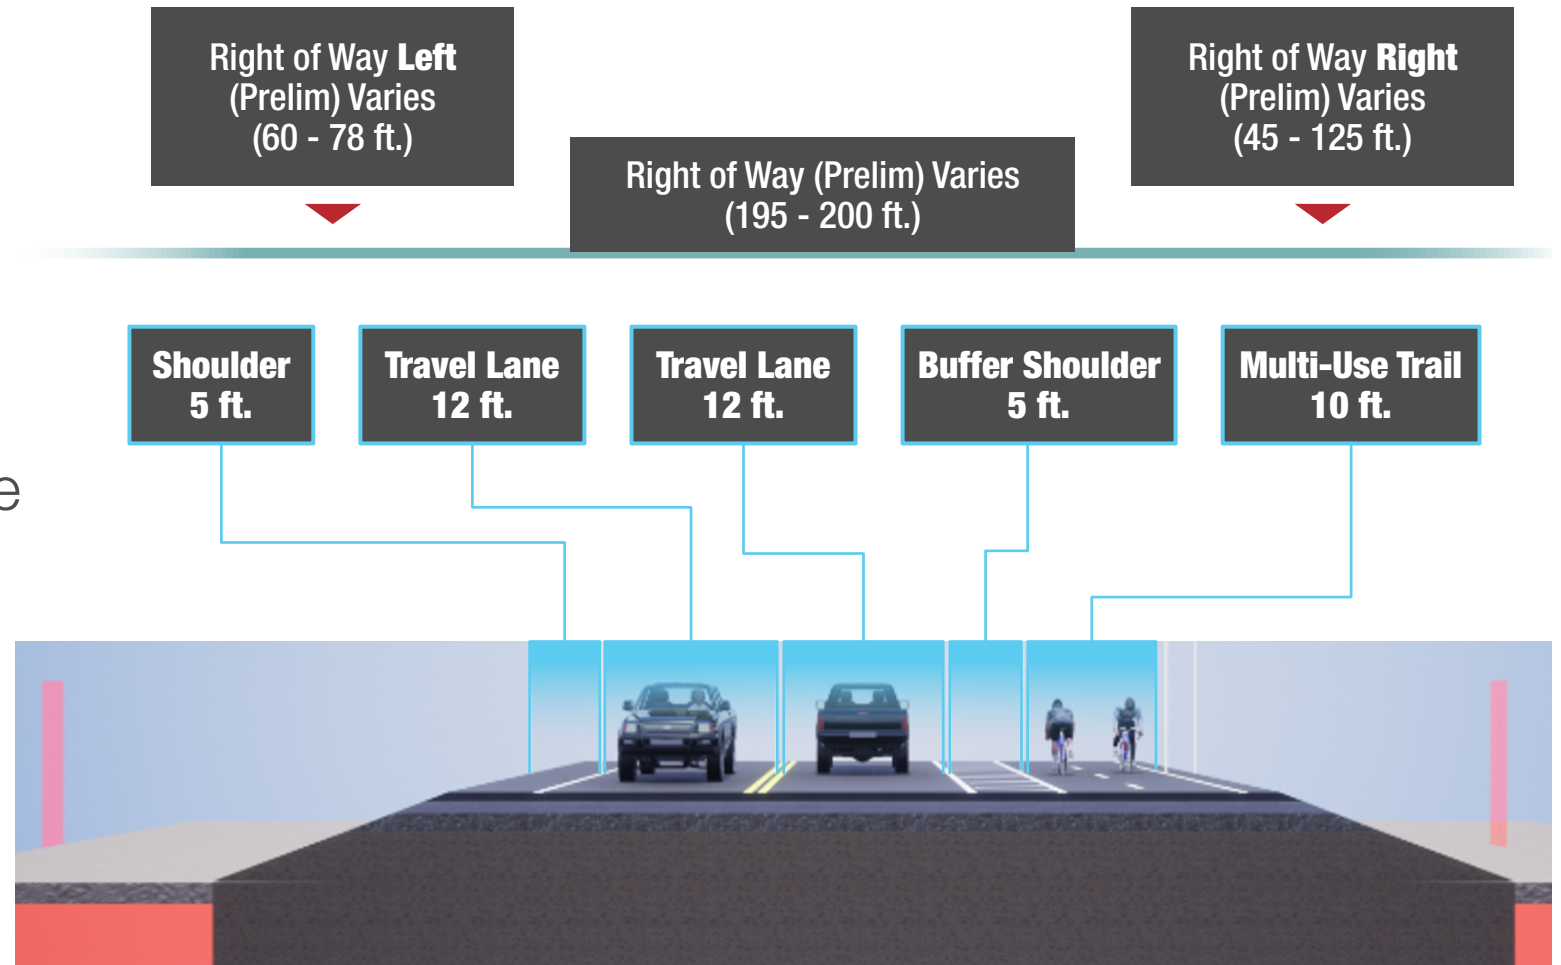 Right of Way Left
(Prelim) Varies
(60 - 78 ft.)
Right of Way (Prelim) Varies
(195 - 200 ft.)
Right of Way Right
(Prelim) Varies
(45 - 125 ft.)
Shoulder
5 ft.
Travel Lane
12 ft.
Travel Lane
12 ft.
Buffer Shoulder
5 ft.
Multi-Use Trail
10 ft.
e